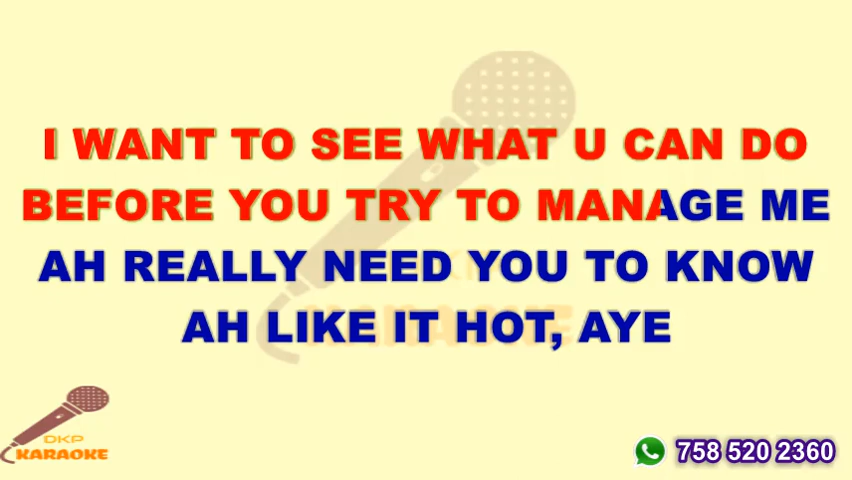 I WANT TO SEE WHAT U CAN DO
BEFORE YOU TRY TO MANAGE ME
AH REALLY NEED YOU TO KNOW
AH LIKE IT HOT, AYE
DKP
KARAOKE
758 520 2360